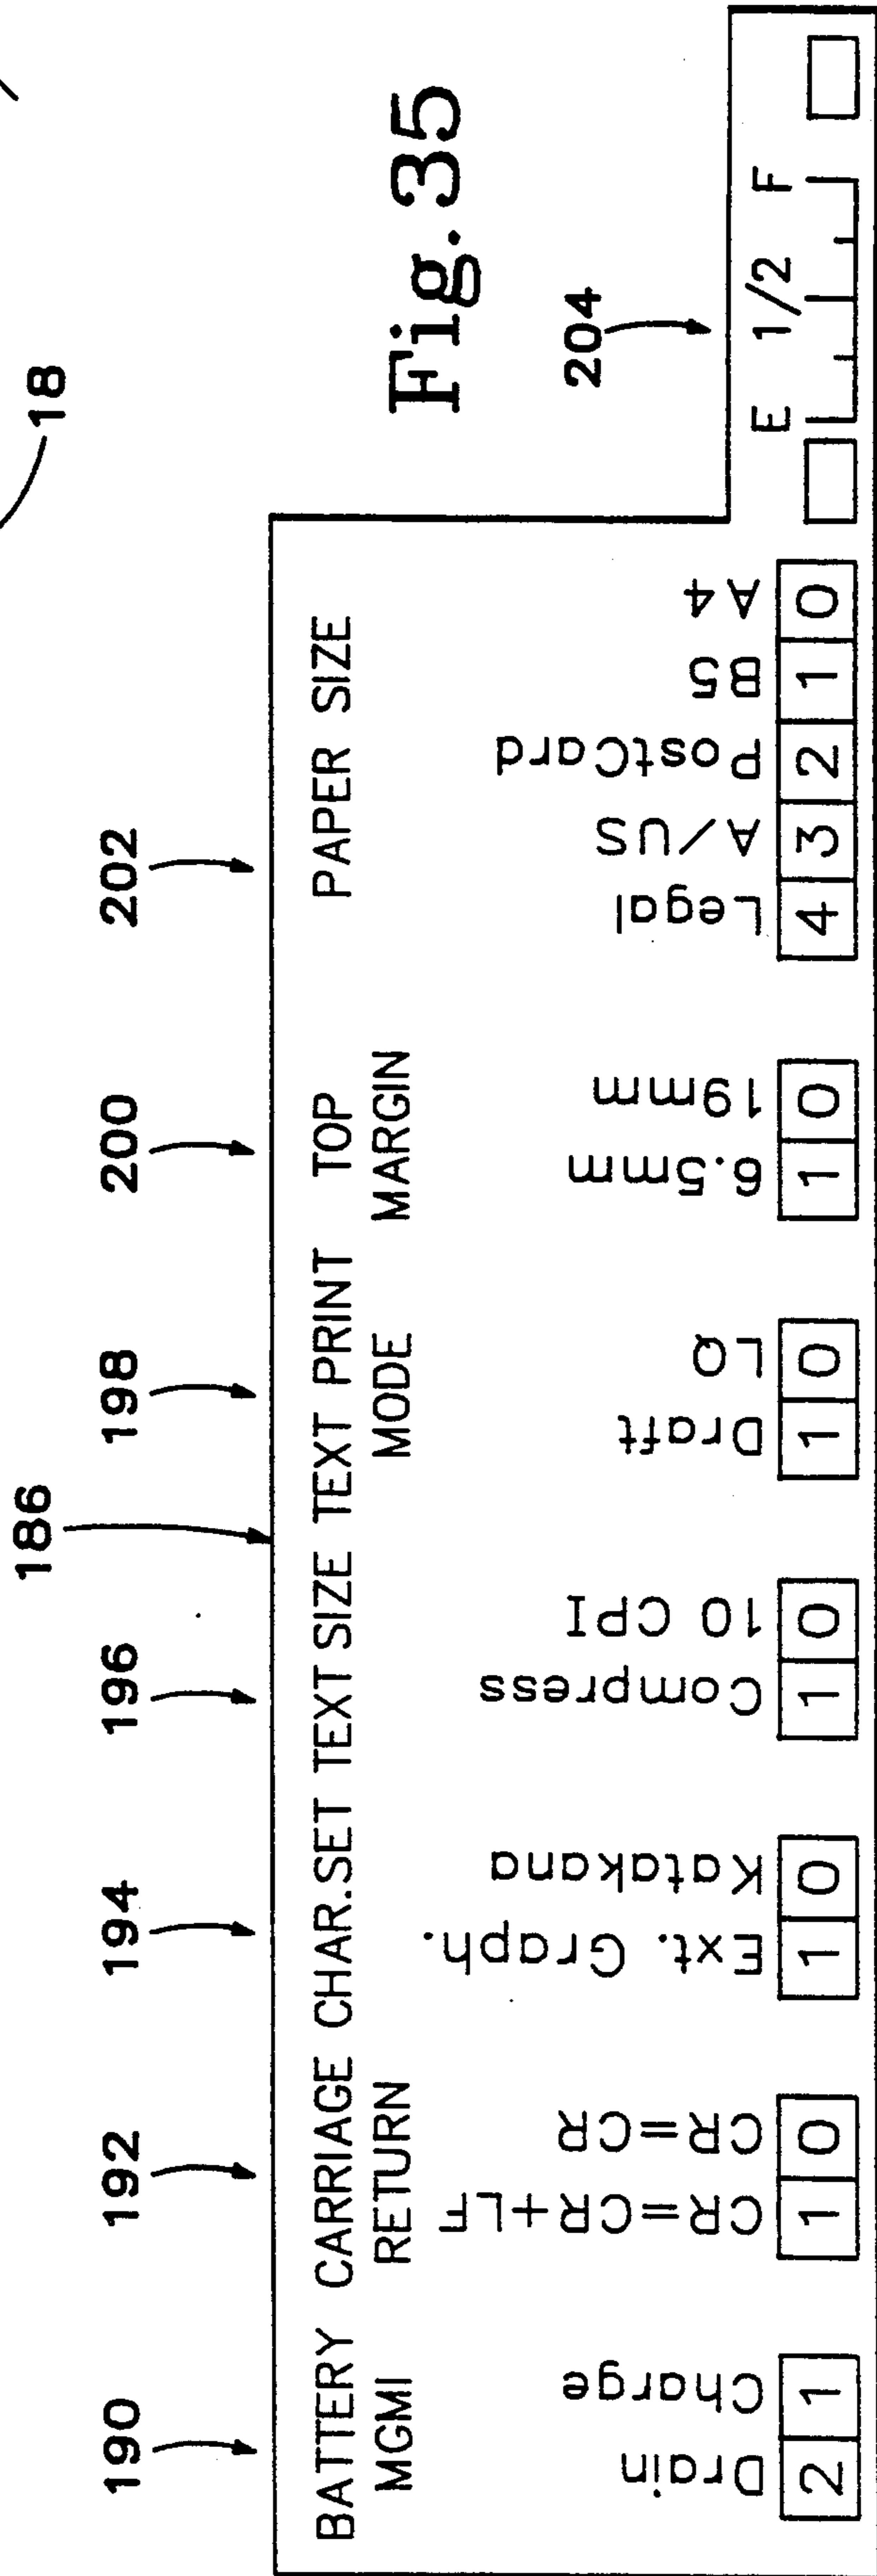 18
Fig. 35
186
190
192
194
196
198
200
202
204
BATTERY
MGMI
CARRIAGE
RETURN
CHAR.SET
TEXT SIZE
TEXT PRINT
MODE
TOP
MARGIN
PAPER SIZE
Drain
Charge
CR=CR+LF
CR=CR
Ext. Graph.
Katakana
Compress
10 CPI
Draft
LQ
6.5mm
19mm
Legal
A/US
PostCard
B5
A4
E 1/2 F
2 1
1 0
1 0
1 0
1 0
1 0
4 3 2 1 0